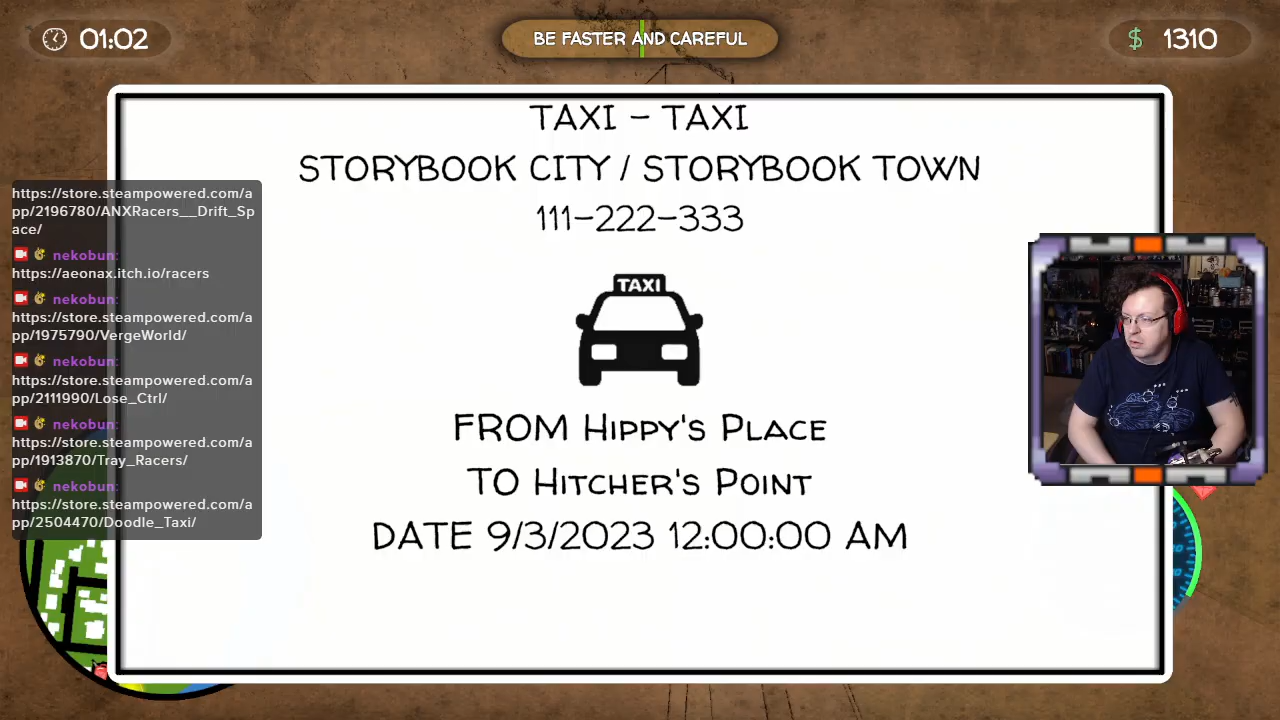 01:02
BE FASTER AND CAREFUL
$ 1310
TAXI - TAXI
STORYBOOK CITY / STORYBOOK TOWN
111-222-333
TAXI
FROM Hippy's Place
TO Hitcher's Point
DATE 9/3/2023 12:00:00 AM
https://store.steampowered.com/a
pp/2196780/ANXRacers__Drift_Sp
ace/
nekobun:
https://aeonax.itch.io/racers
nekobun:
https://store.steampowered.com/a
pp/1975790/VergeWorld/
nekobun:
https://store.steampowered.com/a
pp/2111990/Lose_Ctrl/
nekobun:
https://store.steampowered.com/a
pp/1913870/Tray_Racers/
nekobun:
https://store.steampowered.com/a
pp/2504470/Doodle_Taxi/